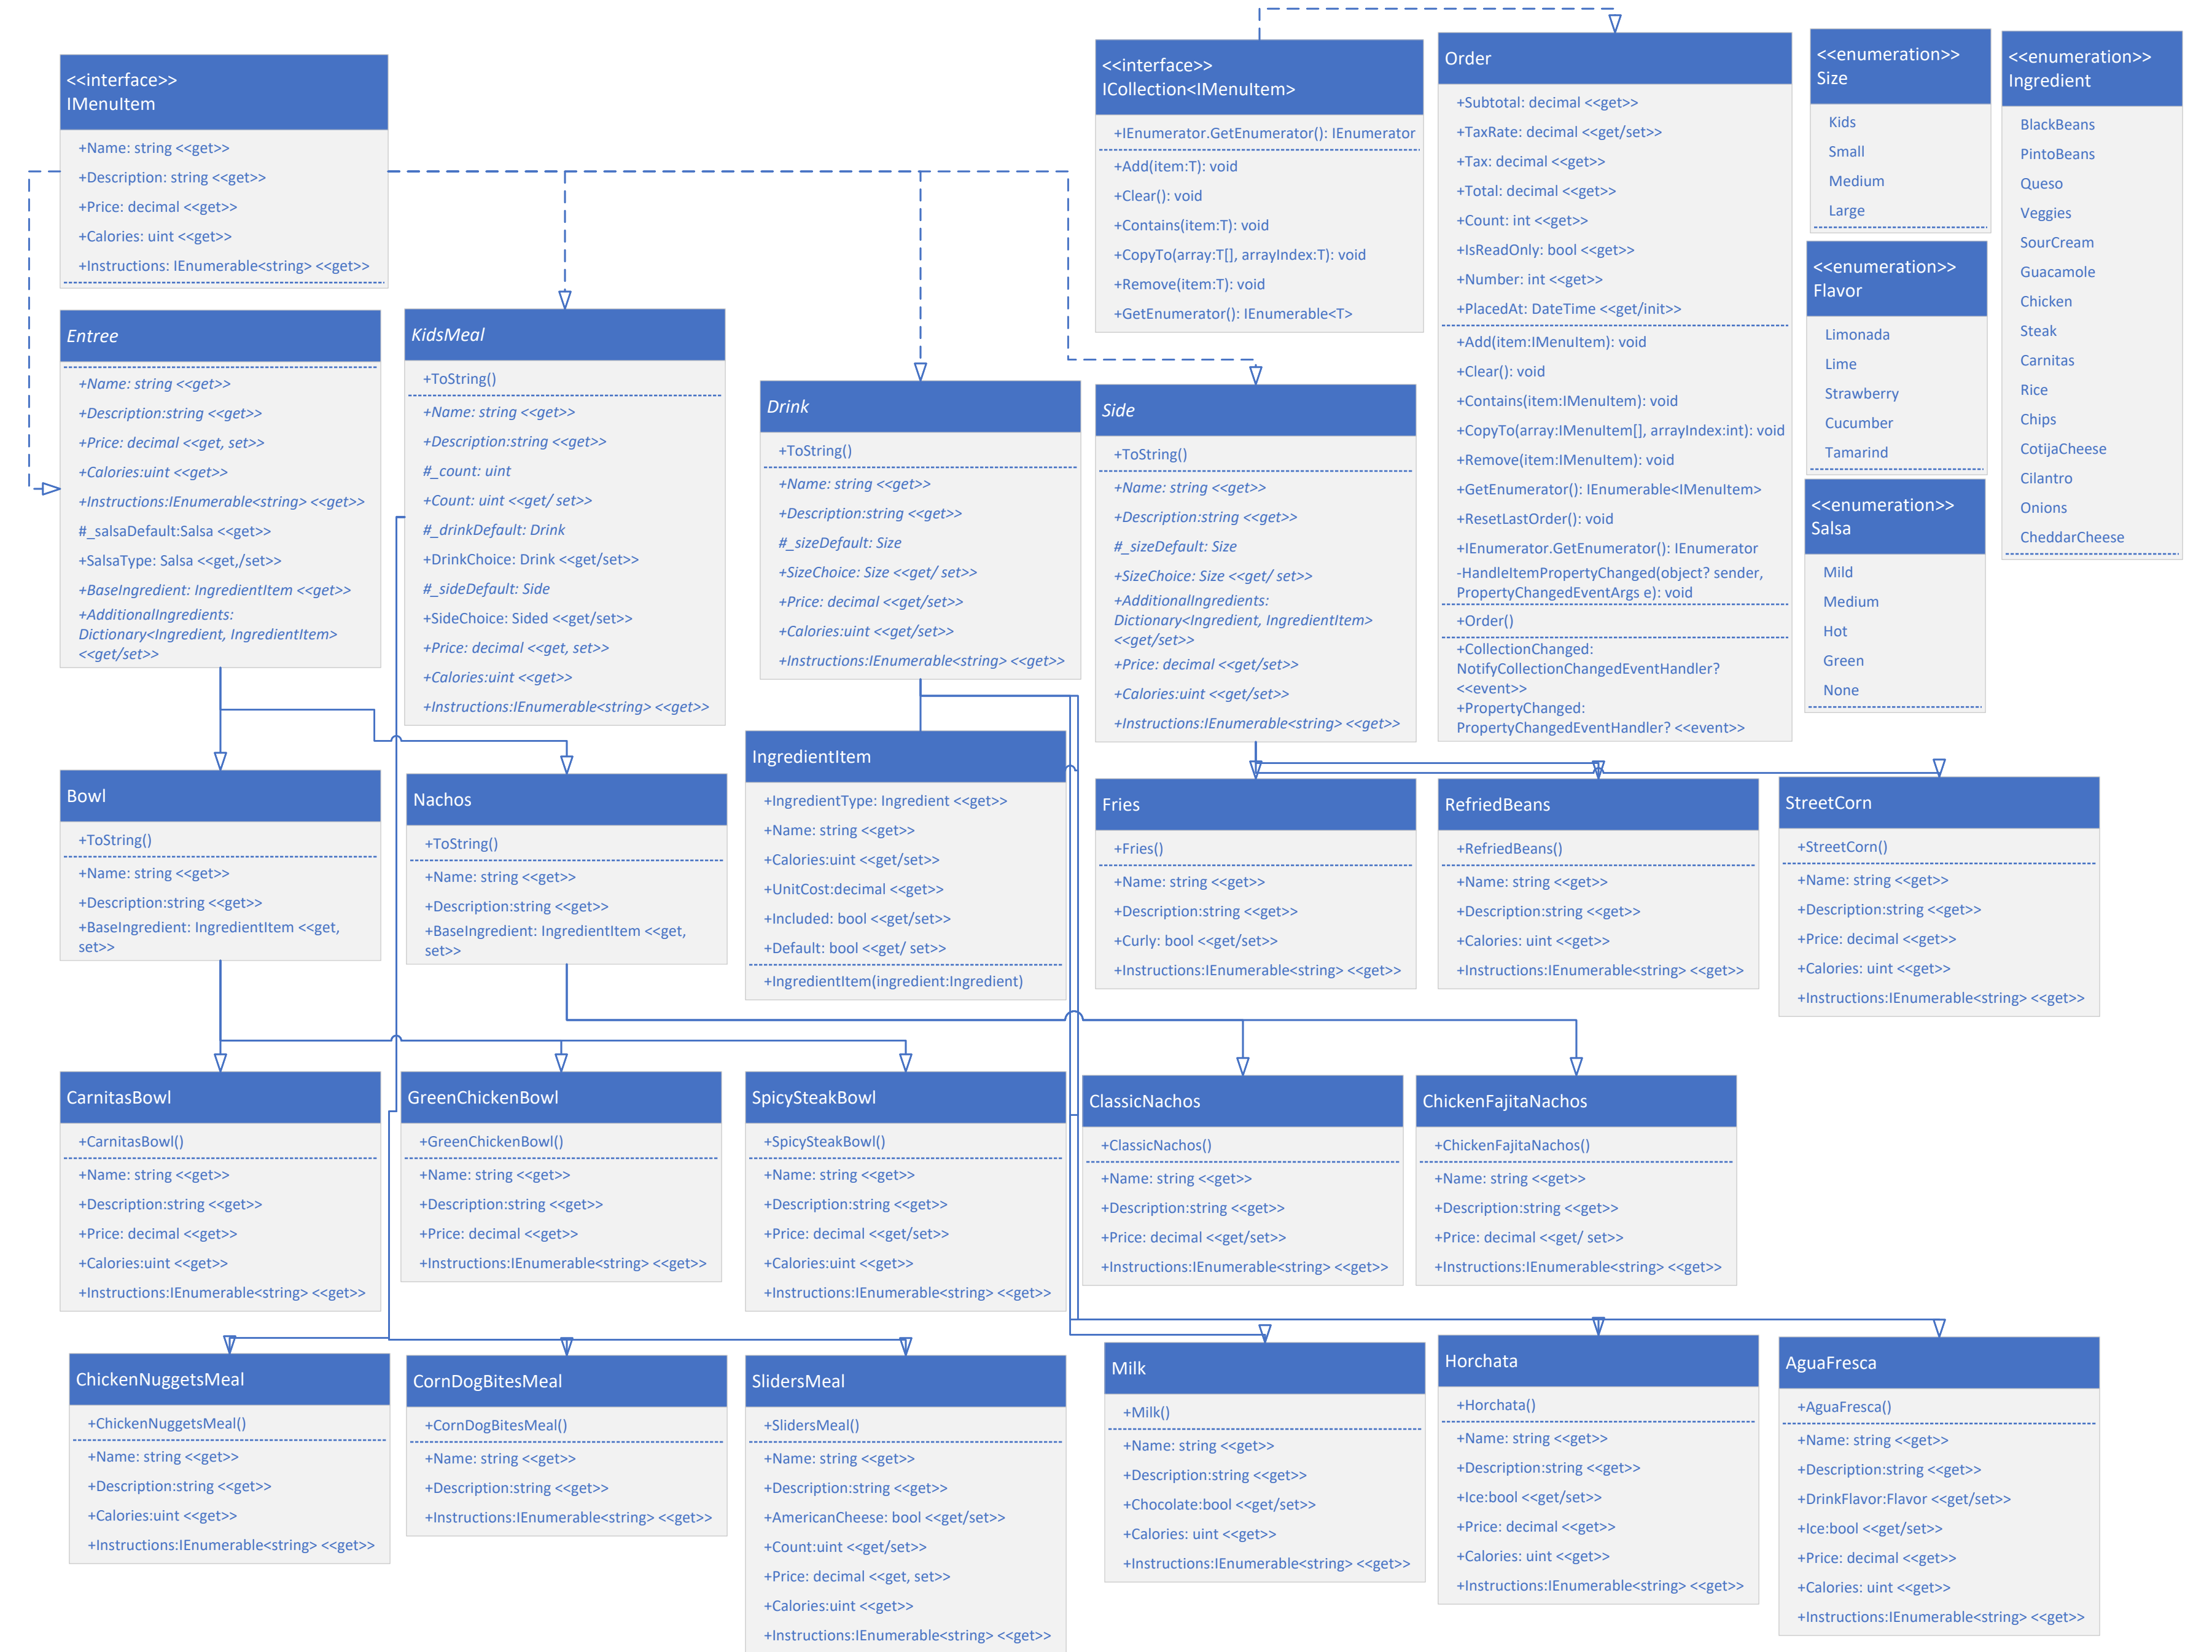 <<interface>>
IMenuItem
+Name: string <<get>>
+Description: string <<get>>
+Price: decimal <<get>>
+Calories: uint <<get>>
+Instructions: IEnumerable<string> <<get>>
<<interface>>
ICollection<IMenuItem>
+IEnumerator.GetEnumerator(): IEnumerator
+Add(item:T): void
+Clear(): void
+Contains(item:T): void
+CopyTo(array:T[], arrayIndex:T): void
+Remove(item:T): void
+GetEnumerator(): IEnumerable<T>
Order
+Subtotal: decimal <<get>>
+TaxRate: decimal <<get/set>>
+Tax: decimal <<get>>
+Total: decimal <<get>>
+Count: int <<get>>
+IsReadOnly: bool <<get>>
+Number: int <<get>>
+PlacedAt: DateTime <<get/init>>
+Add(item:IMenuItem): void
+Clear(): void
+Contains(item:IMenuItem): void
+CopyTo(array:IMenuItem[], arrayIndex:int): void
+Remove(item:IMenuItem): void
+GetEnumerator(): IEnumerable<IMenuItem>
+ResetLastOrder(): void
+IEnumerator.GetEnumerator(): IEnumerator
-HandleItemPropertyChanged(object? sender,
PropertyChangedEventArgs e): void
+Order()
+CollectionChanged:
NotifyCollectionChangedEventHandler?
<<event>>
+PropertyChanged:
PropertyChangedEventHandler? <<event>>
<<enumeration>>
Size
Kids
Small
Medium
Large
<<enumeration>>
Flavor
Limonada
Lime
Strawberry
Cucumber
Tamarind
<<enumeration>>
Salsa
Mild
Medium
Hot
Green
None
<<enumeration>>
Ingredient
BlackBeans
PintoBeans
Queso
Veggies
SourCream
Guacamole
Chicken
Steak
Carnitas
Rice
Chips
CotijaCheese
Cilantro
Onions
CheddarCheese
Entree
+Name: string <<get>>
+Description:string <<get>>
+Price: decimal <<get, set>>
+Calories:uint <<get>>
+Instructions:IEnumerable<string> <<get>>
#_salsaDefault:Salsa <<get>>
+SalsaType: Salsa <<get,/set>>
+BaseIngredient: IngredientItem <<get>>
+AdditionalIngredients:
Dictionary<Ingredient, IngredientItem>
<<get/set>>
KidsMeal
+ToString()
+Name: string <<get>>
+Description:string <<get>>
#_count: uint
+Count: uint <<get/ set>>
#_drinkDefault: Drink
+DrinkChoice: Drink <<get/set>>
#_sideDefault: Side
+SideChoice: Sided <<get/set>>
+Price: decimal <<get, set>>
+Calories:uint <<get>>
+Instructions:IEnumerable<string> <<get>>
Drink
+ToString()
+Name: string <<get>>
+Description:string <<get>>
#_sizeDefault: Size
+SizeChoice: Size <<get/ set>>
+Price: decimal <<get/set>>
+Calories:uint <<get/set>>
+Instructions:IEnumerable<string> <<get>>
Side
+ToString()
+Name: string <<get>>
+Description:string <<get>>
#_sizeDefault: Size
+SizeChoice: Size <<get/ set>>
+AdditionalIngredients:
Dictionary<Ingredient, IngredientItem>
<<get/set>>
+Price: decimal <<get/set>>
+Calories:uint <<get/set>>
+Instructions:IEnumerable<string> <<get>>
Bowl
+ToString()
+Name: string <<get>>
+Description:string <<get>>
+BaseIngredient: IngredientItem <<get,
set>>
Nachos
+ToString()
+Name: string <<get>>
+Description:string <<get>>
+BaseIngredient: IngredientItem <<get,
set>>
IngredientItem
+IngredientType: Ingredient <<get>>
+Name: string <<get>>
+Calories:uint <<get/set>>
+UnitCost:decimal <<get>>
+Included: bool <<get/set>>
+Default: bool <<get/ set>>
+IngredientItem(ingredient:Ingredient)
Fries
+Fries()
+Name: string <<get>>
+Description:string <<get>>
+Curly: bool <<get/set>>
+Instructions:IEnumerable<string> <<get>>
RefriedBeans
+RefriedBeans()
+Name: string <<get>>
+Description:string <<get>>
+Calories: uint <<get>>
+Instructions:IEnumerable<string> <<get>>
StreetCorn
+StreetCorn()
+Name: string <<get>>
+Description:string <<get>>
+Price: decimal <<get>>
+Calories: uint <<get>>
+Instructions:IEnumerable<string> <<get>>
CarnitasBowl
+CarnitasBowl()
+Name: string <<get>>
+Description:string <<get>>
+Price: decimal <<get>>
+Calories:uint <<get>>
+Instructions:IEnumerable<string> <<get>>
GreenChickenBowl
+GreenChickenBowl()
+Name: string <<get>>
+Description:string <<get>>
+Price: decimal <<get>>
+Instructions:IEnumerable<string> <<get>>
SpicySteakBowl
+SpicySteakBowl()
+Name: string <<get>>
+Description:string <<get>>
+Price: decimal <<get/set>>
+Calories:uint <<get>>
+Instructions:IEnumerable<string> <<get>>
ClassicNachos
+ClassicNachos()
+Name: string <<get>>
+Description:string <<get>>
+Price: decimal <<get/set>>
+Instructions:IEnumerable<string> <<get>>
ChickenFajitaNachos
+ChickenFajitaNachos()
+Name: string <<get>>
+Description:string <<get>>
+Price: decimal <<get/ set>>
+Instructions:IEnumerable<string> <<get>>
ChickenNuggetsMeal
+ChickenNuggetsMeal()
+Name: string <<get>>
+Description:string <<get>>
+Calories:uint <<get>>
+Instructions:IEnumerable<string> <<get>>
CornDogBitesMeal
+CornDogBitesMeal()
+Name: string <<get>>
+Description:string <<get>>
+Instructions:IEnumerable<string> <<get>>
SlidersMeal
+SlidersMeal()
+Name: string <<get>>
+Description:string <<get>>
+AmericanCheese: bool <<get/set>>
+Count:uint <<get/set>>
+Price: decimal <<get, set>>
+Calories:uint <<get>>
+Instructions:IEnumerable<string> <<get>>
Milk
+Milk()
+Name: string <<get>>
+Description:string <<get>>
+Chocolate:bool <<get/set>>
+Calories: uint <<get>>
+Instructions:IEnumerable<string> <<get>>
Horchata
+Horchata()
+Name: string <<get>>
+Description:string <<get>>
+Ice:bool <<get/set>>
+Price: decimal <<get>>
+Calories: uint <<get>>
+Instructions:IEnumerable<string> <<get>>
AguaFresca
+AguaFresca()
+Name: string <<get>>
+Description:string <<get>>
+DrinkFlavor:Flavor <<get/set>>
+Ice:bool <<get/set>>
+Price: decimal <<get>>
+Calories: uint <<get>>
+Instructions:IEnumerable<string> <<get>>